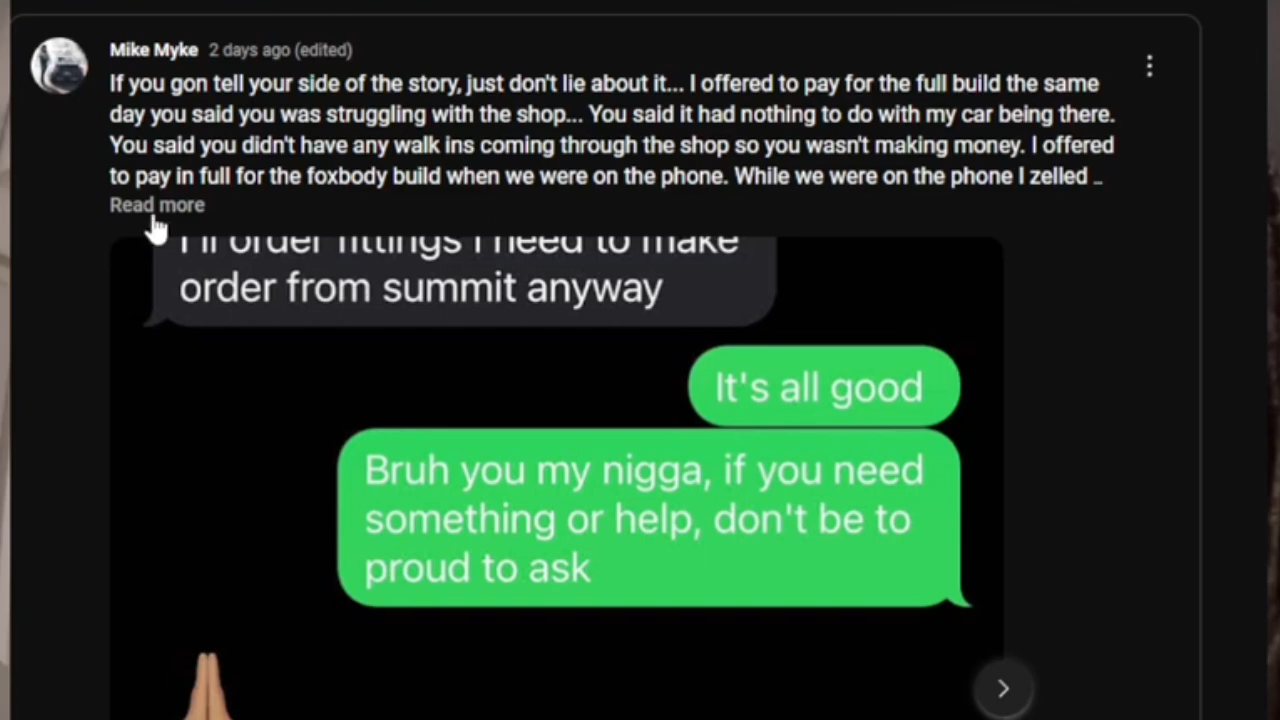 Mike Myke 2 days ago (edited)
If you gon tell your side of the story, just don't lie about it... I offered to pay for the full build the same
day you said you was struggling with the shop... You said it had nothing to do with my car being there.
You said you didn't have any walk ins coming through the shop so you wasn't making money. I offered
to pay in full for the foxbody build when we were on the phone. While we were on the phone I zelled ...
Read more
I'll order fittings I need to make
order from summit anyway
It's all good
Bruh you my nigga, if you need
something or help, don't be to
proud to ask